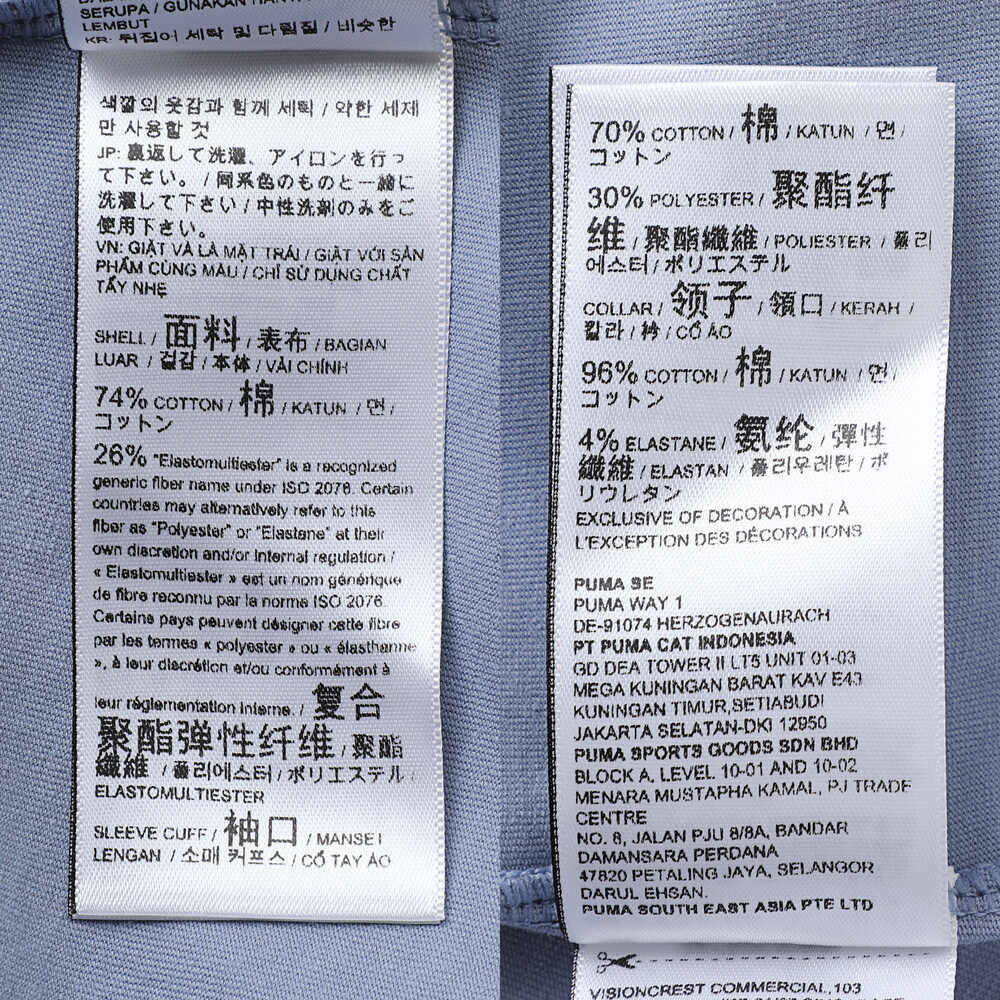 SERUPA / GUNAKAN
LEMBUT
KR: 뒤집어 세탁 및 다림질 / 비슷한
색깔의 옷감과 함께 세탁 / 약한 세제
만 사용할 것
JP: 裏返して洗濯、アイロンを行っ
て下さい。/ 同系色のものと一緒に
洗濯して下さい / 中性洗剤のみをご
使用下さい。
VN: GIẶT VÀ LÀ MẶT TRÁI / GIẶT VỚI SẢN
PHẨM CÙNG MÀU / CHỈ SỬ DỤNG CHẤT
TẨY NHẸ
SHELL / 面料 / 表布 / BAGIAN
LUAR / 겉감 / 本体 / VẢI CHÍNH
74% COTTON / 棉 / KATUN / 면 /
コットン
26% "Elastomultiester" is a recognized
generic fiber name under ISO 2076. Certain
countries may alternatively refer to this
fiber as "Polyester" or "Elastane" at their
own discretion and/or internal regulation /
« Elastomultiester » est un nom générique
de fibre reconnu par la norme ISO 2076.
Certains pays peuvent désigner cette fibre
par les termes « polyester » ou « élasthanne
», à leur discrétion et/ou conformément à
leur réglementation interne. / 复合
聚酯弹性纤维 / 聚酯
纖維 / 폴리에스터 / ポリエステル /
ELASTOMULTIESTER
SLEEVE CUFF / 袖口 / MANSET
LENGAN / 소매 커프스 / CỔ TAY ÁO
70% COTTON / 棉 / KATUN / 면 /
コットン
30% POLYESTER / 聚酯纤
维 / 聚酯纖維 / POLIESTER / 폴리
에스터 / ポリエステル
COLLAR / 领子 / 領口 / KERAH /
칼라 / 衿 / CỔ ÁO
96% COTTON / 棉 / KATUN / 면 /
コットン
4% ELASTANE / 氨纶 / 彈性
纖維 / ELASTAN / 폴리우레탄 / ポ
リウレタン
EXCLUSIVE OF DECORATION / À
L'EXCEPTION DES DÉCORATIONS
PUMA SE
PUMA WAY 1
DE-91074 HERZOGENAURACH
PT PUMA CAT INDONESIA
GD DEA TOWER II LT5 UNIT 01-03
MEGA KUNINGAN BARAT KAV E43
KUNINGAN TIMUR,SETIABUDI
JAKARTA SELATAN-DKI 12950
PUMA SPORTS GOODS SDN BHD
BLOCK A, LEVEL 10-01 AND 10-02
MENARA MUSTAPHA KAMAL, PJ TRADE
CENTRE
NO. 8, JALAN PJU 8/8A, BANDAR
DAMANSARA PERDANA
47820 PETALING JAYA, SELANGOR
DARUL EHSAN.
PUMA SOUTH EAST ASIA PTE LTD
VISIONCREST COMMERCIAL,103